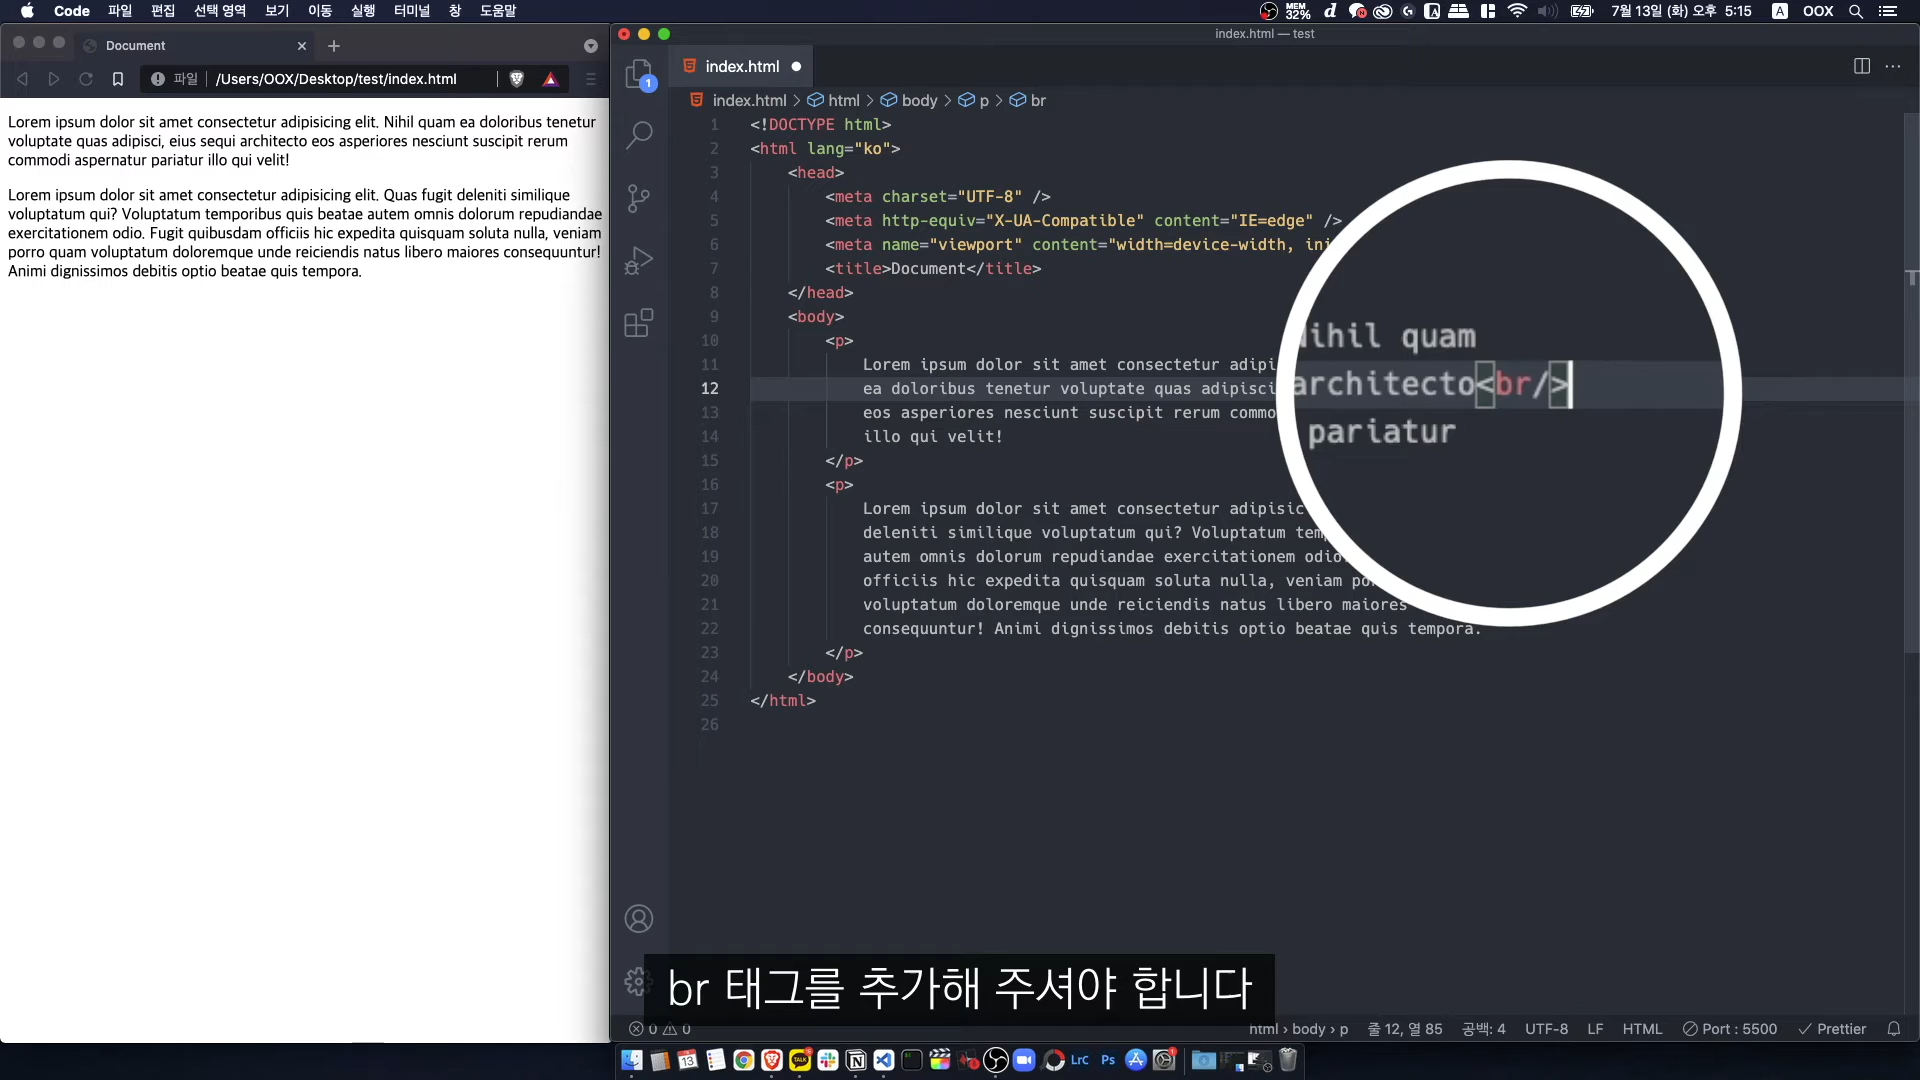 Code 파일 편집 선택 영역 보기 이동 실행 터미널 창 도움말
MEM 32% 7월 13일 (화) 오후 5:15 A OOX
Document
파일 /Users/OOX/Desktop/test/index.html
Lorem ipsum dolor sit amet consectetur adipisicing elit. Nihil quam ea doloribus tenetur
voluptate quas adipisci, eius sequi architecto eos asperiores nesciunt suscipit rerum
commodi aspernatur pariatur illo qui velit!
Lorem ipsum dolor sit amet consectetur adipisicing elit. Quas fugit deleniti similique
voluptatum qui? Voluptatum temporibus quis beatae autem omnis dolorum repudiandae
exercitationem odio. Fugit quibusdam officiis hic expedita quisquam soluta nulla, veniam
porro quam voluptatum doloremque unde reiciendis natus libero maiores consequuntur!
Animi dignissimos debitis optio beatae quis tempora.
index.html — test
1
index.html
index.html > html > body > p > br
1 <!DOCTYPE html>
2 <html lang="ko">
3 <head>
4 <meta charset="UTF-8" />
5 <meta http-equiv="X-UA-Compatible" content="IE=edge" />
6 <meta name="viewport" content="width=device-width, ini
7 <title>Document</title>
8 </head>
9 <body>
10 <p>
11 Lorem ipsum dolor sit amet consectetur adipi
12 ea doloribus tenetur voluptate quas adipisci
13 eos asperiores nesciunt suscipit rerum commo
14 illo qui velit!
15 </p>
16 <p>
17 Lorem ipsum dolor sit amet consectetur adipisic
18 deleniti similique voluptatum qui? Voluptatum tem
19 autem omnis dolorum repudiandae exercitationem odio.
20 officiis hic expedita quisquam soluta nulla, veniam po
21 voluptatum doloremque unde reiciendis natus libero maiores
22 consequuntur! Animi dignissimos debitis optio beatae quis tempora.
23 </p>
24 </body>
25 </html>
26
Nihil quam
architecto<br/>
pariatur
br 태그를 추가해 주셔야 합니다
0 0 html > body > p 줄 12, 열 85 공백: 4 UTF-8 LF HTML Port : 5500 Prettier
13 TALK N LrC Ps